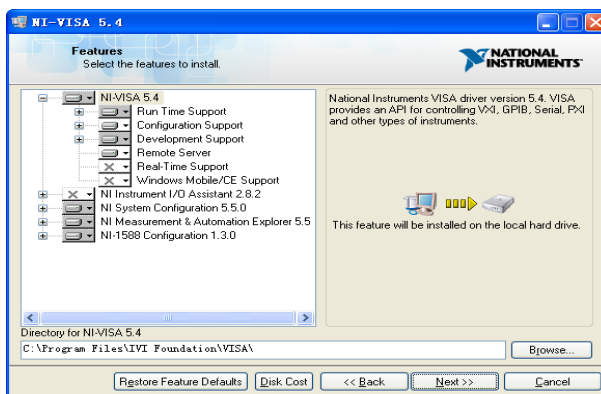 NI-VISA 5.4
Features
Select the features to install.
NATIONAL INSTRUMENTS
NI-VISA 5.4
Run Time Support
Configuration Support
Development Support
Remote Server
Real-Time Support
Windows Mobile/CE Support
NI Instrument I/O Assistant 2.8.2
NI System Configuration 5.5.0
NI Measurement & Automation Explorer 5.5
NI-1588 Configuration 1.3.0
National Instruments VISA driver version 5.4. VISA
provides an API for controlling VXI, GPIB, Serial, PXI
and other types of instruments.
This feature will be installed on the local hard drive.
Directory for NI-VISA 5.4
C:\Program Files\IVI Foundation\VISA\
Browse...
Restore Feature Defaults
Disk Cost
<< Back
Next >>
Cancel